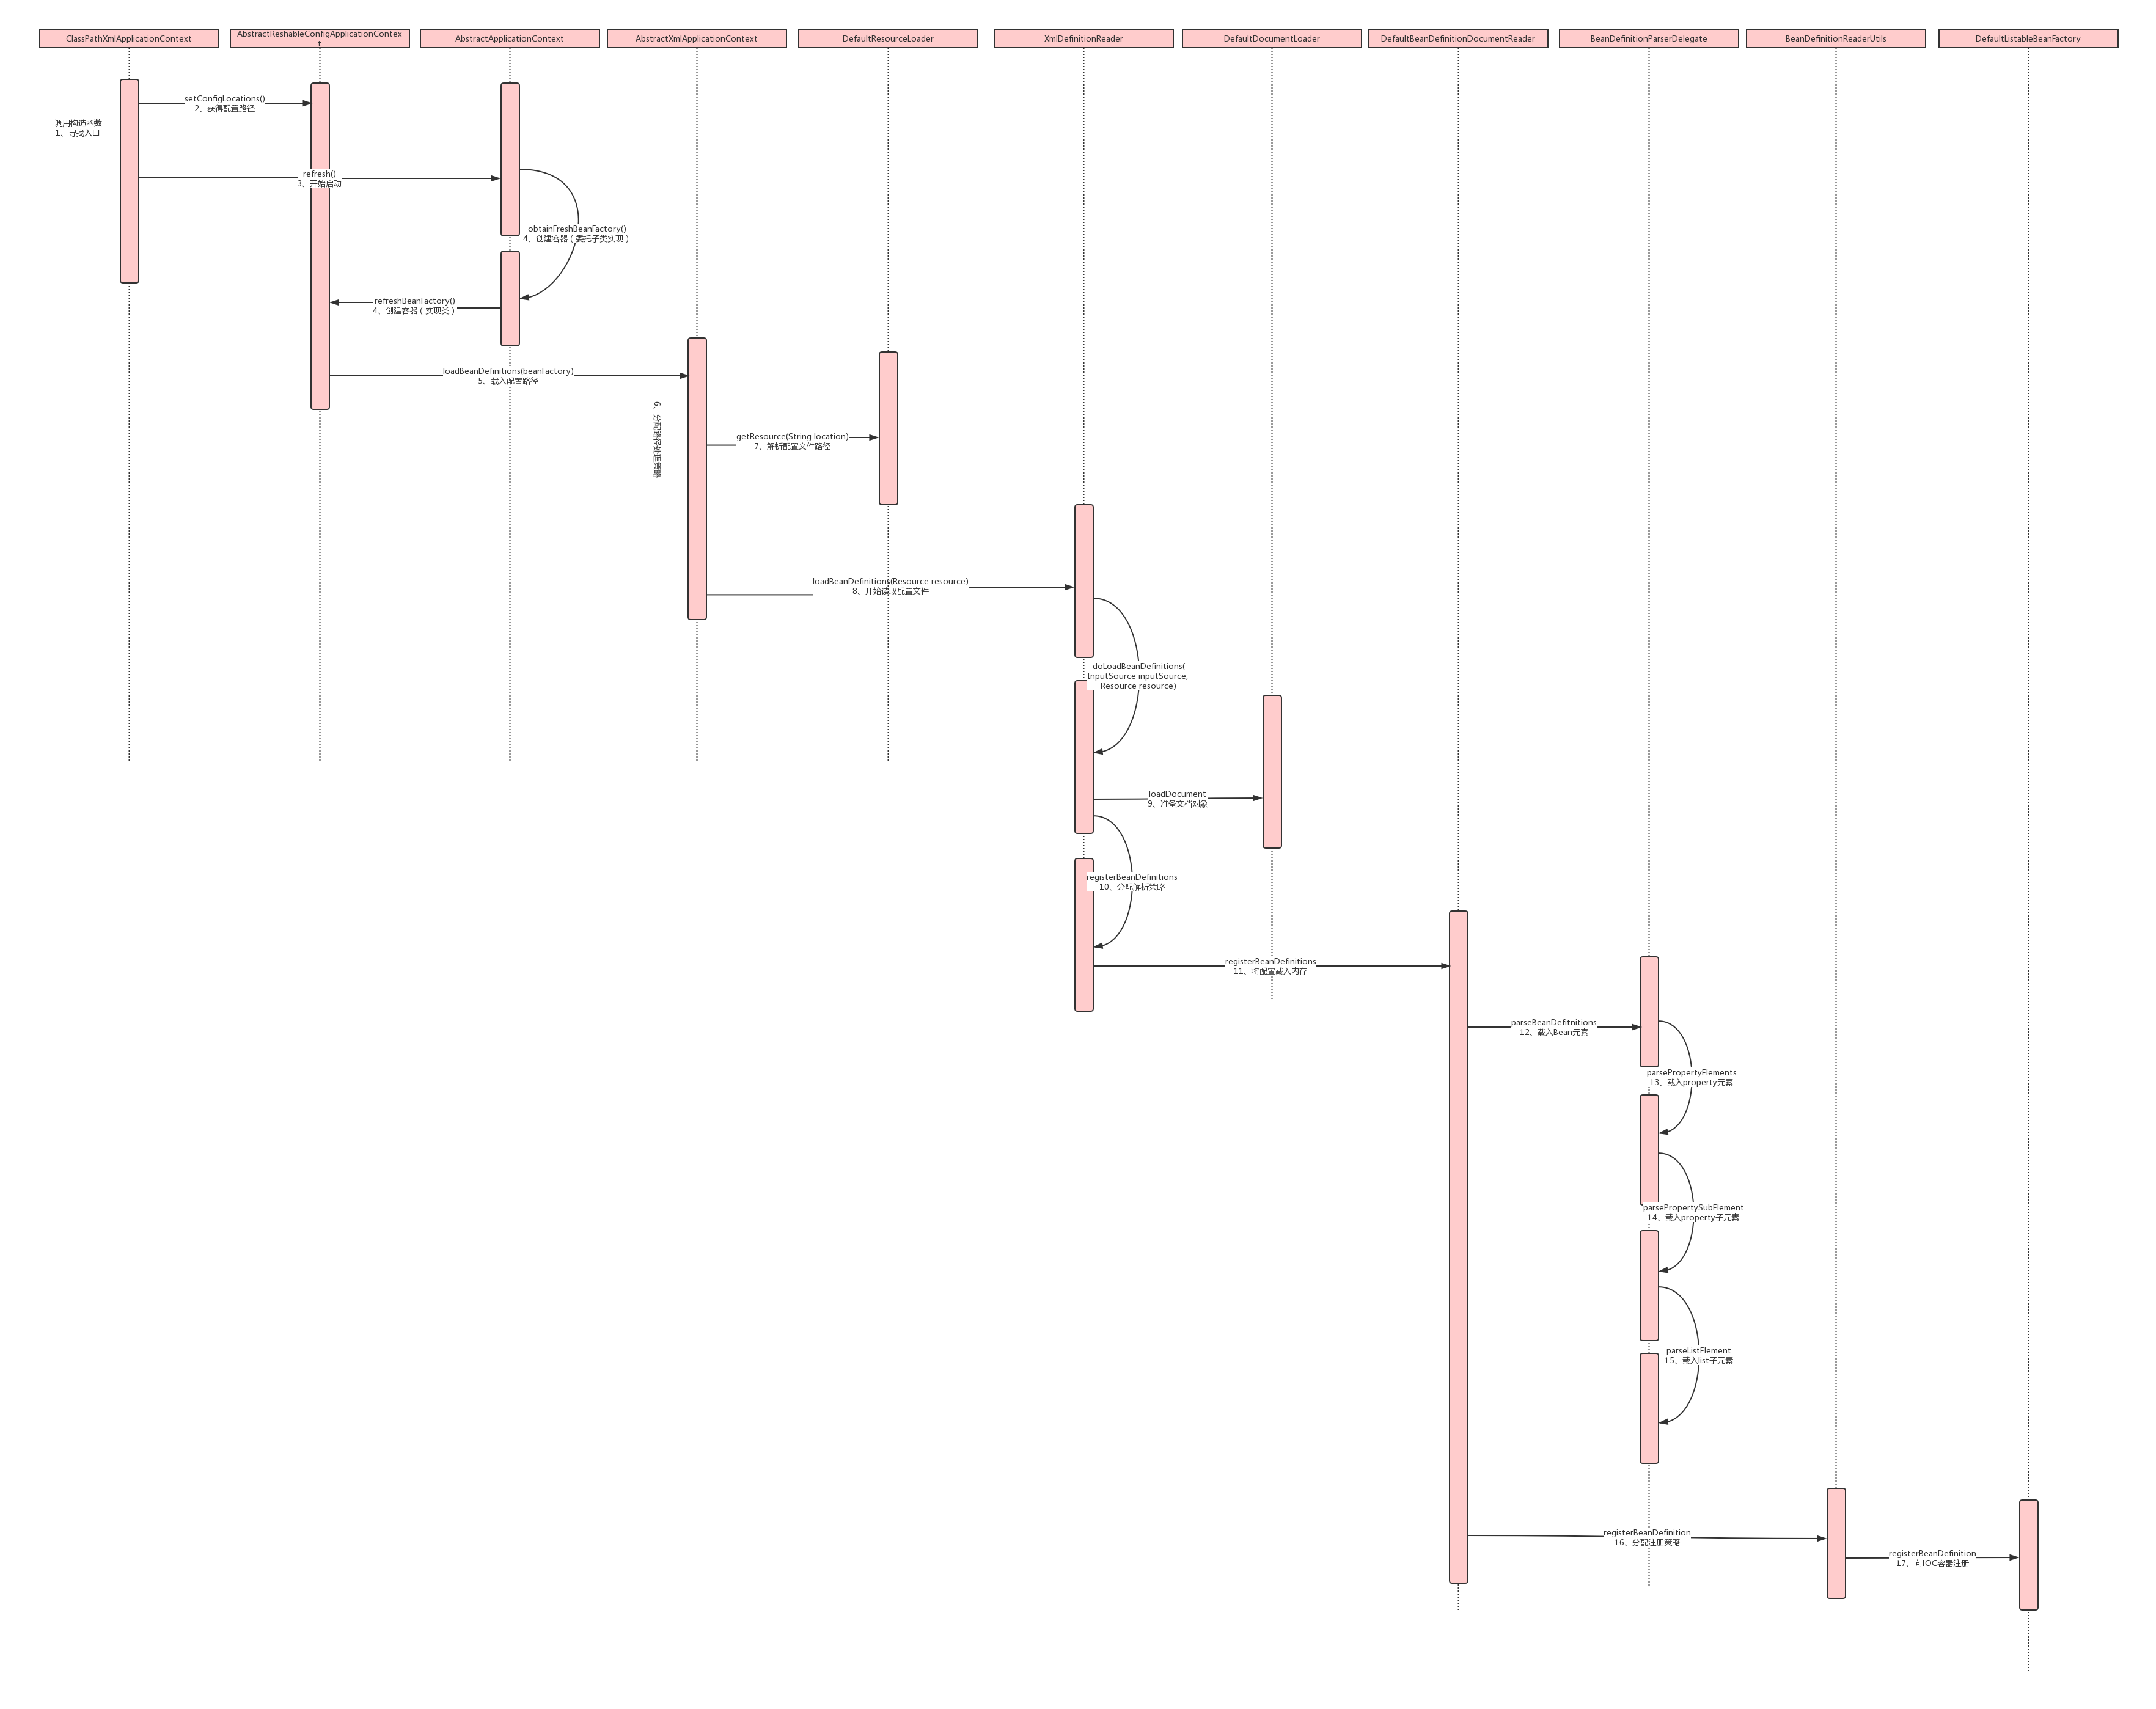 ClassPathXmlApplicationContext
AbstractReshableConfigApplicationContex
t
AbstractApplicationContext
AbstractXmlApplicationContext
DefaultResourceLoader
XmlDefinitionReader
DefaultDocumentLoader
DefaultBeanDefinitionDocumentReader
BeanDefinitionParserDelegate
BeanDefinitionReaderUtils
DefaultListableBeanFactory
setConfigLocations()
2、获得配置路径
调用构造函数
1、寻找入口
refresh()
3、开始启动
obtainFreshBeanFactory()
4、创建容器（委托子类实现）
refreshBeanFactory()
4、创建容器（实现类）
loadBeanDefinitions(beanFactory)
5、载入配置路径
6、分配路径处理策略
getResource(String location)
7、解析配置文件路径
loadBeanDefinitions(Resource resource)
8、开始读取配置文件
doLoadBeanDefinitions(
InputSource inputSource,
Resource resource)
loadDocument
9、准备文档对象
registerBeanDefinitions
10、分配解析策略
registerBeanDefinitions
11、将配置载入内存
parseBeanDefitnitions
12、载入Bean元素
parsePropertyElements
13、载入property元素
parsePropertySubElement
14、载入property子元素
parseListElement
15、载入list子元素
registerBeanDefinition
16、分配注册策略
registerBeanDefinition
17、向IOC容器注册